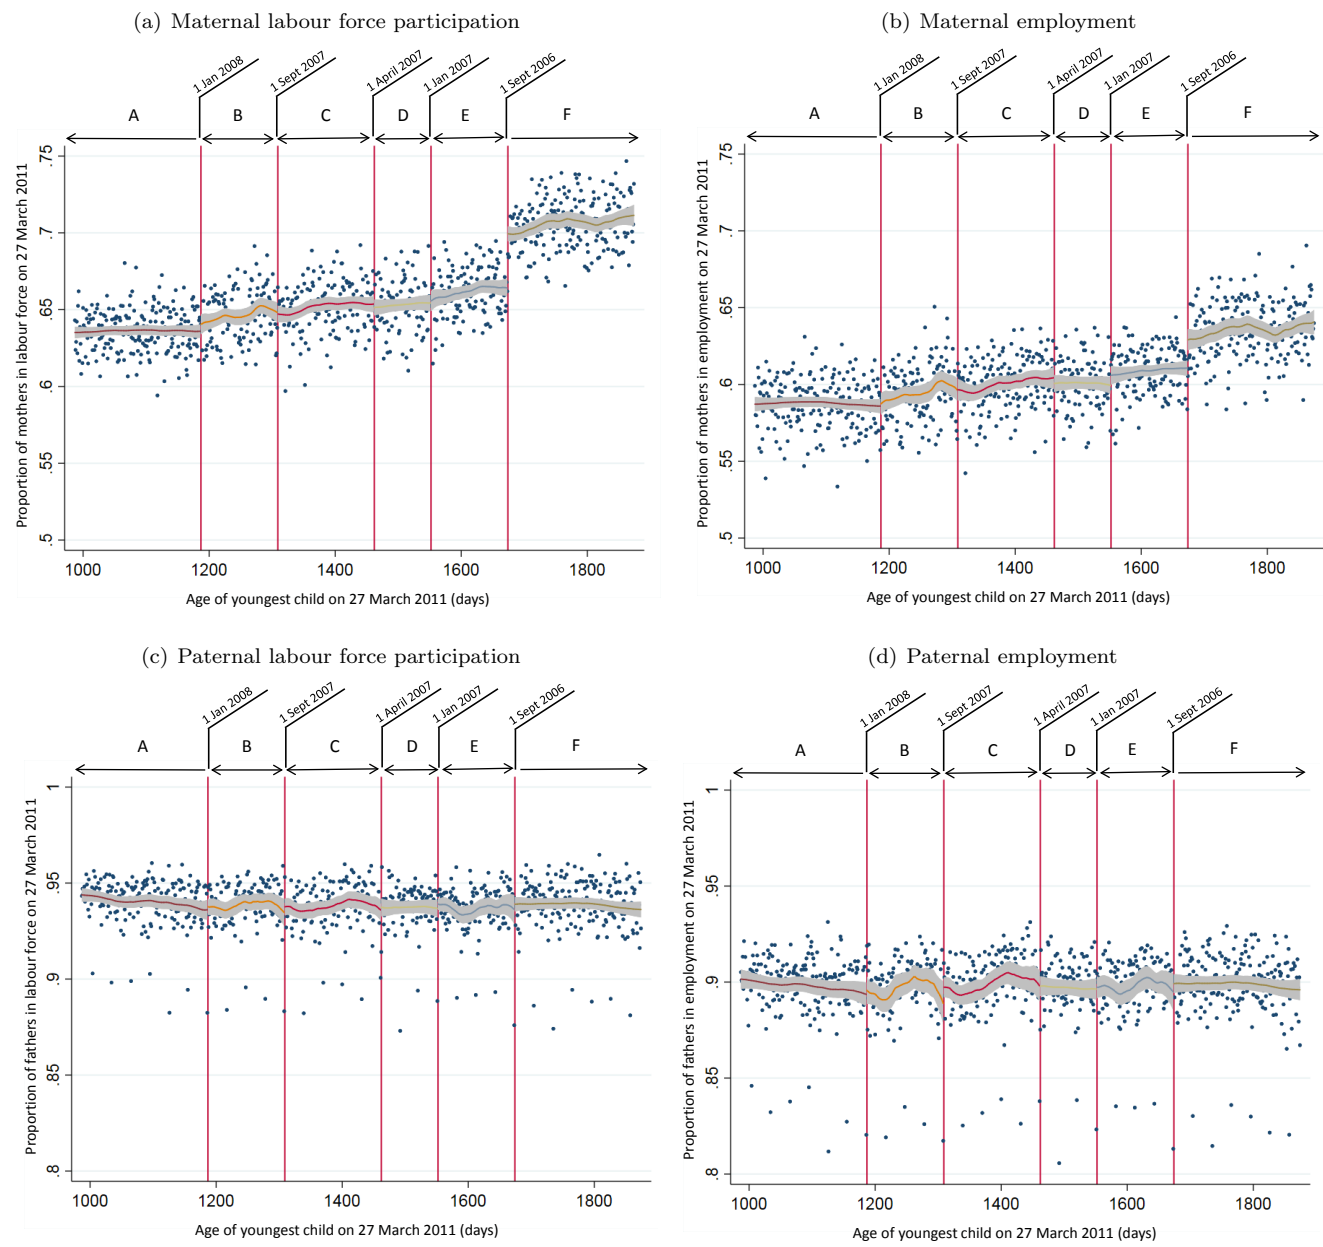 (a) Maternal labour force participation
1 Jan 2008
1 Sept 2007
1 April 2007
1 Jan 2007
1 Sept 2006
A B C D E F
Proportion of mothers in labour force on 27 March 2011
.75
.7
.65
.6
.55
.5
1000 1200 1400 1600 1800
Age of youngest child on 27 March 2011 (days)
(b) Maternal employment
1 Jan 2008
1 Sept 2007
1 April 2007
1 Jan 2007
1 Sept 2006
A B C D E F
Proportion of mothers in employment on 27 March 2011
.75
.7
.65
.6
.55
.5
1000 1200 1400 1600 1800
Age of youngest child on 27 March 2011 (days)
(c) Paternal labour force participation
1 Jan 2008
1 Sept 2007
1 April 2007
1 Jan 2007
1 Sept 2006
A B C D E F
Proportion of fathers in labour force on 27 March 2011
1
.95
.9
.85
.8
1000 1200 1400 1600 1800
Age of youngest child on 27 March 2011 (days)
(d) Paternal employment
1 Jan 2008
1 Sept 2007
1 April 2007
1 Jan 2007
1 Sept 2006
A B C D E F
Proportion of fathers in employment on 27 March 2011
1
.95
.9
.85
.8
1000 1200 1400 1600 1800
Age of youngest child on 27 March 2011 (days)